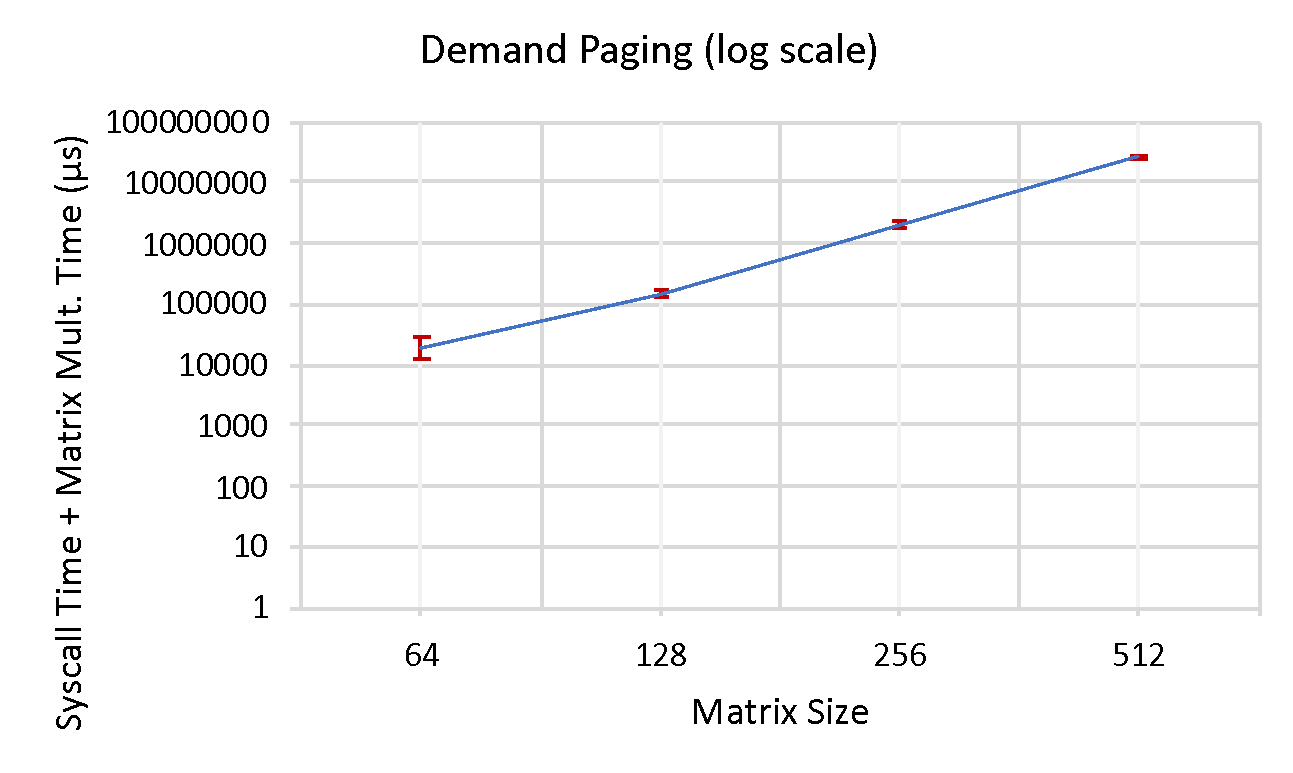 Demand Paging (log scale)
Syscall Time + Matrix Mult. Time (µs)
100000000
10000000
1000000
100000
10000
1000
100
10
1
64 128 256 512
Matrix Size